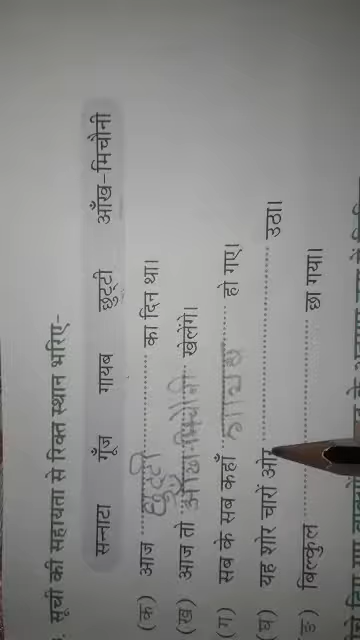 सूची की सहायता से रिक्त स्थान भरिए–
सन्नाटा गूँज गायब छुट्टी आँख-मिचौनी
(क) आज छुट्टी का दिन था।
(ख) आज तो आँख-मिचौनी खेलेंगे।
(ग) सब के सब कहाँ गायब हो गए।
(घ) यह शोर चारों ओर ........ उठा।
(ङ) बिल्कुल ........ छा गया।